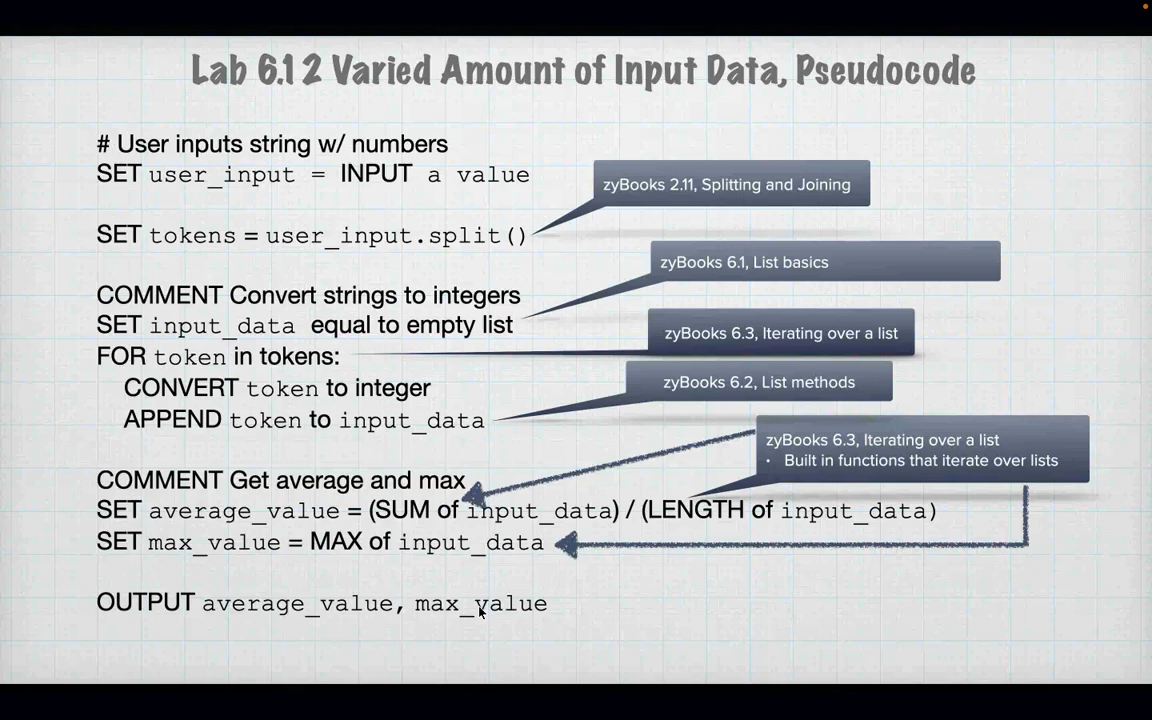 Lab 6.12 Varied Amount of Input Data, Pseudocode
# User inputs string w/ numbers
SET user_input = INPUT a value
zyBooks 2.11, Splitting and Joining
SET tokens = user_input.split()
zyBooks 6.1, List basics
COMMENT Convert strings to integers
SET input_data equal to empty list
zyBooks 6.3, Iterating over a list
FOR token in tokens:
CONVERT token to integer
zyBooks 6.2, List methods
APPEND token to input_data
zyBooks 6.3, Iterating over a list
• Built in functions that iterate over lists
COMMENT Get average and max
SET average_value = (SUM of input_data) / (LENGTH of input_data)
SET max_value = MAX of input_data
OUTPUT average_value, max_value